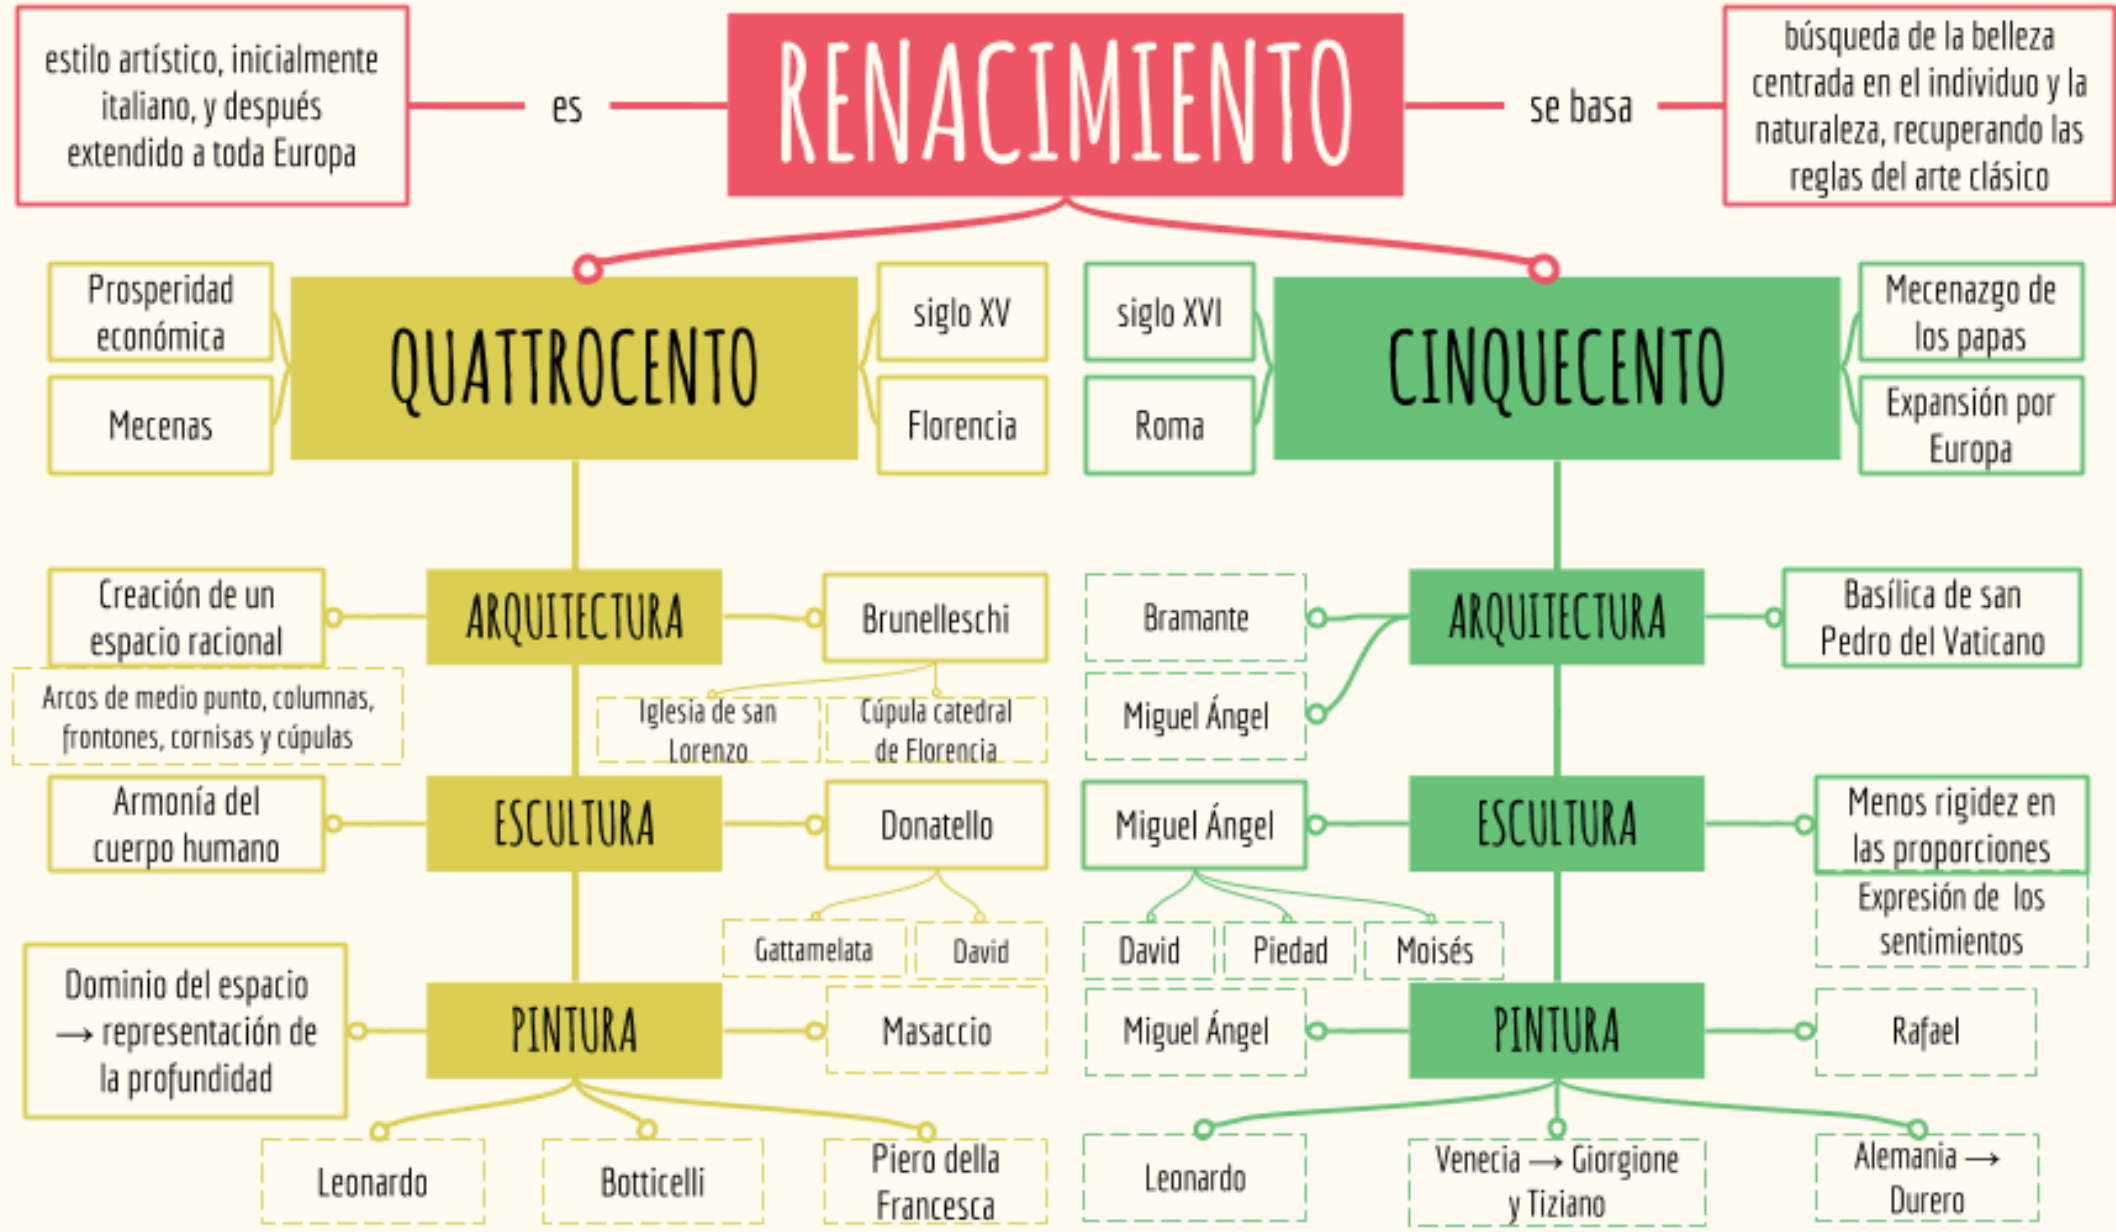 estilo artístico, inicialmente
italiano, y después
extendido a toda Europa
es
RENACIMIENTO
se basa
búsqueda de la belleza
centrada en el individuo y la
naturaleza, recuperando las
reglas del arte clásico
Prosperidad
económica
Mecenas
QUATTROCENTO
siglo XV
Florencia
siglo XVI
Roma
CINQUECENTO
Mecenazgo de
los papas
Expansión por
Europa
Creación de un
espacio racional
Arcos de medio punto, columnas,
frontones, cornisas y cúpulas
ARQUITECTURA
Brunelleschi
Iglesia de san
Lorenzo
Cúpula catedral
de Florencia
Armonía del
cuerpo humano
ESCULTURA
Donatello
Gattamelata
David
Dominio del espacio
→ representación de
la profundidad
PINTURA
Masaccio
Leonardo
Botticelli
Piero della
Francesca
Bramante
Miguel Ángel
ARQUITECTURA
Basílica de san
Pedro del Vaticano
Miguel Ángel
ESCULTURA
Menos rigidez en
las proporciones
Expresión de los
sentimientos
David
Piedad
Moisés
Miguel Ángel
PINTURA
Rafael
Leonardo
Venecia → Giorgione
y Tiziano
Alemania →
Durero